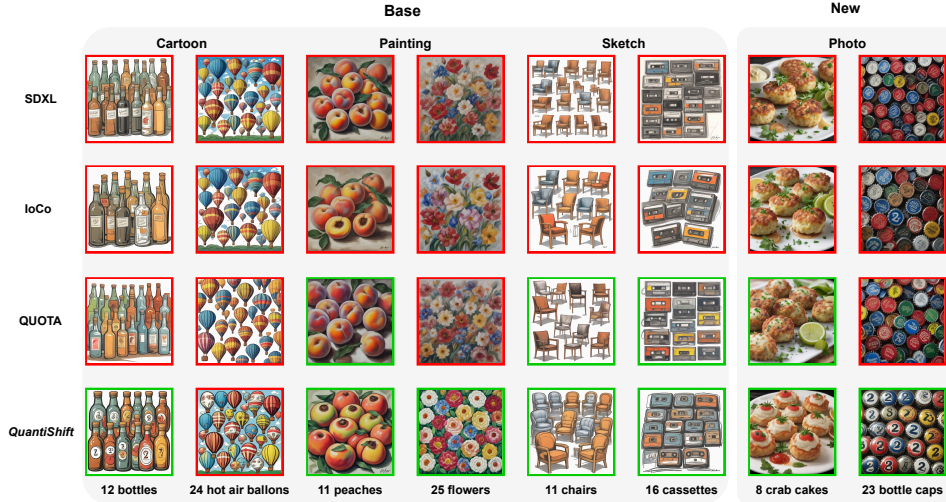 Base
New
Cartoon
Painting
Sketch
Photo
SDXL
IoCo
QUOTA
QuantiShift
12 bottles
24 hot air ballons
11 peaches
25 flowers
11 chairs
16 cassettes
8 crab cakes
23 bottle caps